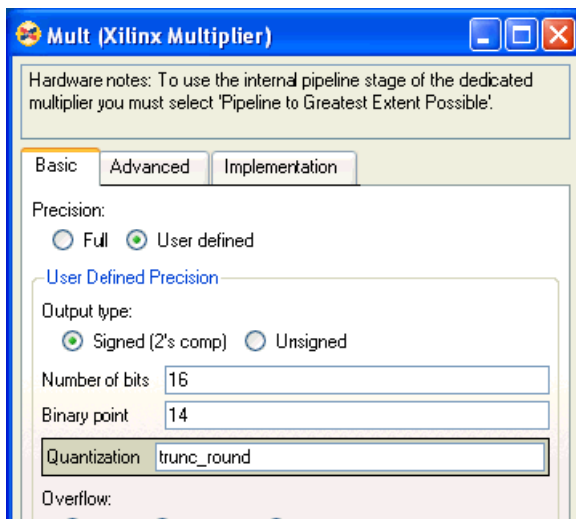 Mult (Xilinx Multiplier)
Hardware notes: To use the internal pipeline stage of the dedicated
multiplier you must select 'Pipeline to Greatest Extent Possible'.
Basic Advanced Implementation
Precision:
Full User defined
User Defined Precision
Output type:
Signed (2's comp) Unsigned
Number of bits 16
Binary point 14
Quantization trunc_round
Overflow: